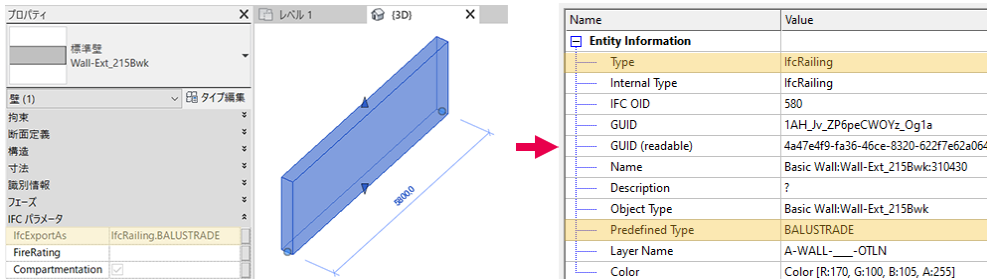 プロパティ
標準壁
Wall-Ext_215Bwk
壁 (1)
タイプ編集
拘束
断面定義
構造
寸法
識別情報
フェーズ
IFC パラメータ
IfcExportAs IfcRailing.BALUSTRADE
FireRating
Compartmentation
レベル 1
{3D}
5800.0
Name Value
Entity Information
Type IfcRailing
Internal Type IfcRailing
IFC OID 580
GUID 1AH_Jv_ZP6peCWOYz_Og1a
GUID (readable) 4a47e4f9-fa36-46ce-8320-622f7e62a064
Name Basic Wall:Wall-Ext_215Bwk:310430
Description ?
Object Type Basic Wall:Wall-Ext_215Bwk
Predefined Type BALUSTRADE
Layer Name A-WALL-____-OTLN
Color Color [R:170, G:100, B:105, A:255]